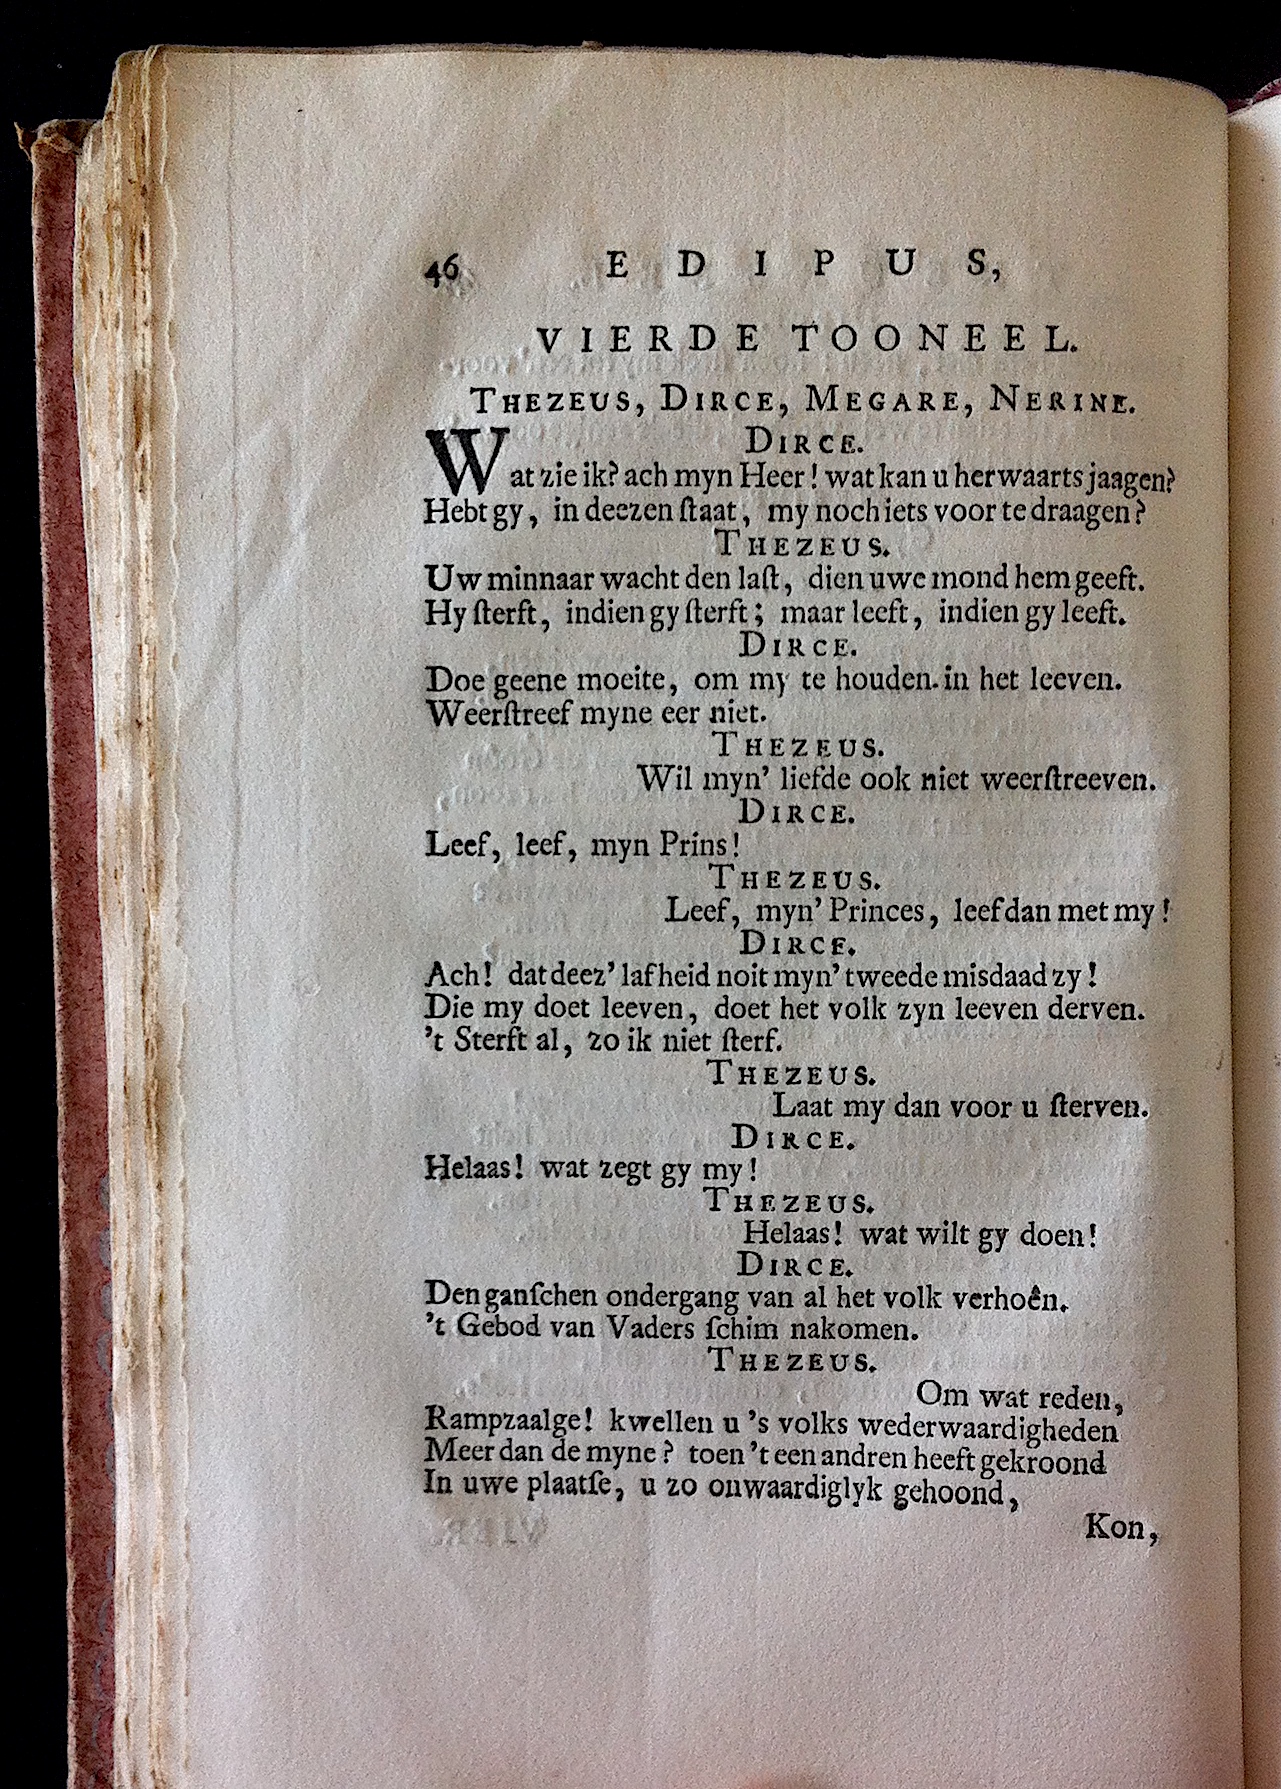 46 EDIPUS,
VIERDE TOONEEL.
THEZEUS, DIRCE, MEGARE, NERINE.
DIRCE.
Wat zie ik? ach myn Heer! wat kan u herwaarts jaagen?
Hebt gy, in deezen ſtaat, my noch iets voor te draagen?
THEZEUS.
Uw minnaar wacht den laſt, dien uwe mond hem geeft.
Hy ſterft, indien gy ſterft; maar leeft, indien gy leeft.
DIRCE.
Doe geene moeite, om my te houden in het leeven.
Weerſtreef myne eer niet.
THEZEUS.
Wil myn' liefde ook niet weerſtreeven.
DIRCE.
Leef, leef, myn Prins!
THEZEUS.
Leef, myn' Princes, leef dan met my!
DIRCE.
Ach! dat deez' lafheid noit myn' tweede misdaad zy!
Die my doet leeven, doet het volk zyn leeven derven.
't Sterft al, zo ik niet ſterf.
THEZEUS.
Laat my dan voor u ſterven.
DIRCE.
Helaas! wat zegt gy my!
THEZEUS.
Helaas! wat wilt gy doen!
DIRCE.
Den ganſchen ondergang van al het volk verhoên.
't Gebod van Vaders ſchim nakomen.
THEZEUS.
Om wat reden,
Rampzaalge! kwellen u 's volks wederwaardigheden
Meer dan de myne? toen 't een andren heeft gekroond
In uwe plaatſe, u zo onwaardiglyk gehoond,
Kon,